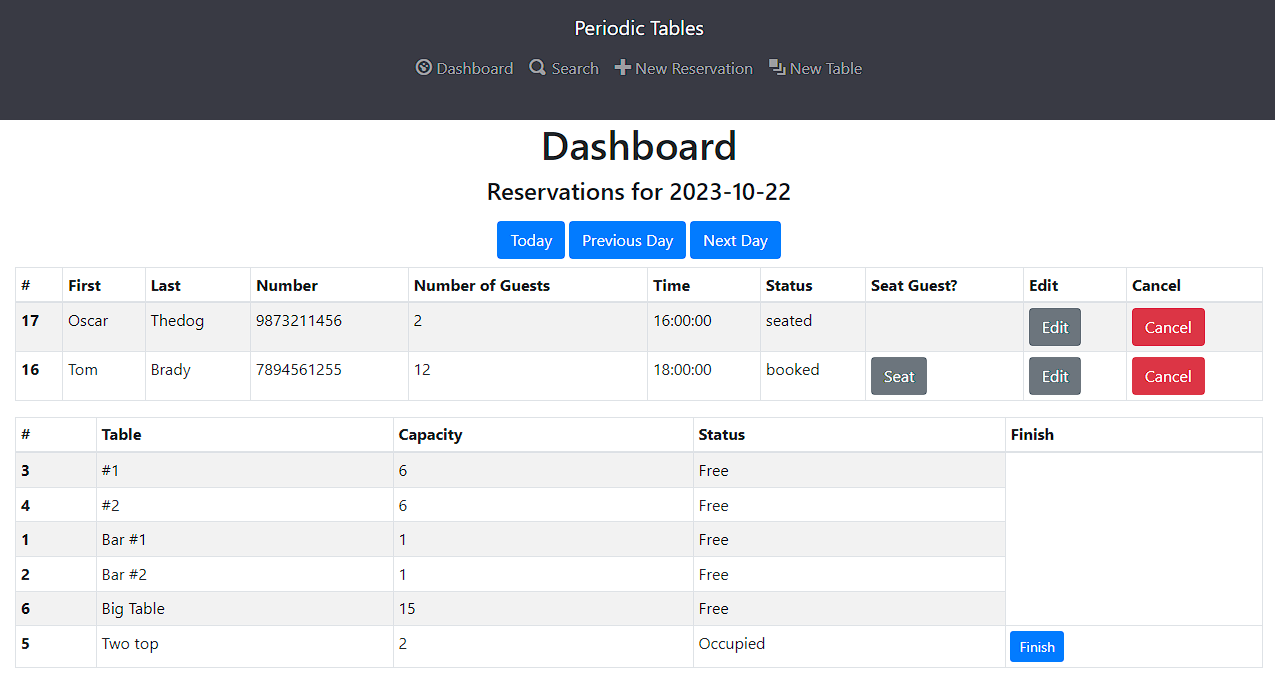 Periodic Tables
Dashboard Search New Reservation New Table
Dashboard
Reservations for 2023-10-22
Today Previous Day Next Day
# First Last Number Number of Guests Time Status Seat Guest? Edit Cancel
17 Oscar Thedog 9873211456 2 16:00:00 seated Edit Cancel
16 Tom Brady 7894561255 12 18:00:00 booked Seat Edit Cancel
# Table Capacity Status Finish
3 #1 6 Free
4 #2 6 Free
1 Bar #1 1 Free
2 Bar #2 1 Free
6 Big Table 15 Free
5 Two top 2 Occupied Finish